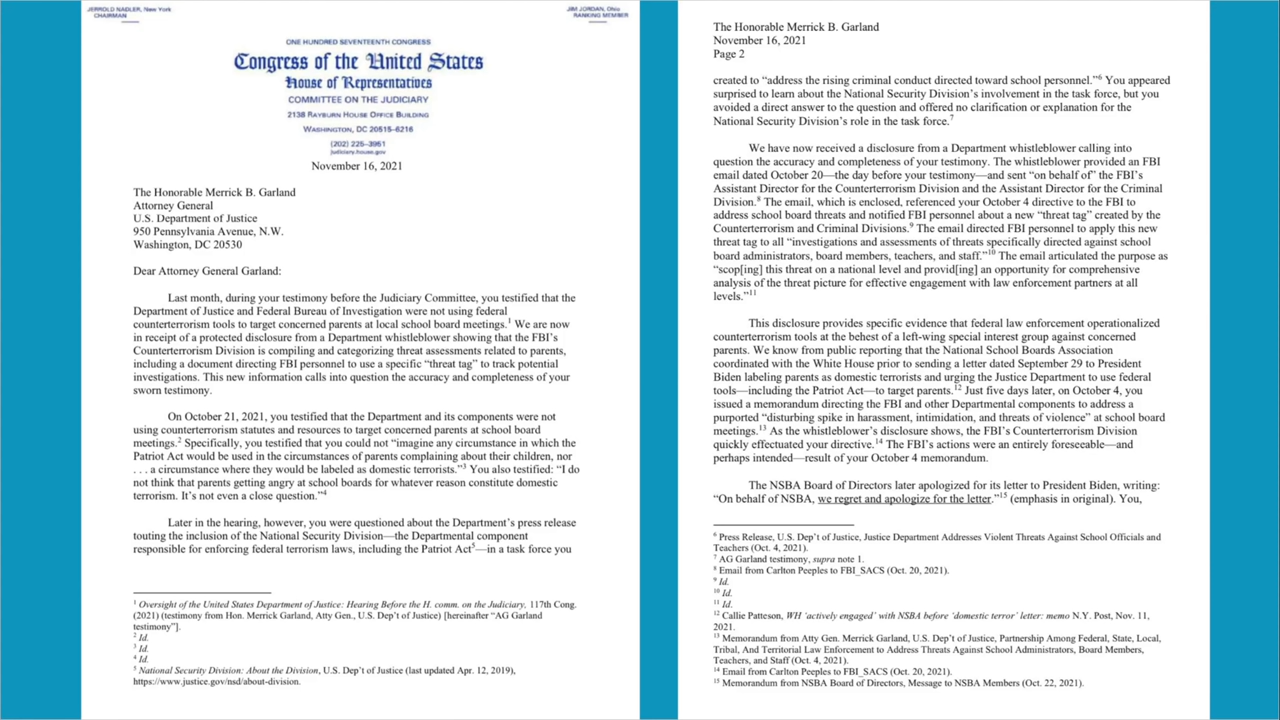 JERROLD NADLER, New York
CHAIRMAN
JIM JORDAN, Ohio
RANKING MEMBER
ONE HUNDRED SEVENTEENTH CONGRESS
Congress of the United States
House of Representatives
COMMITTEE ON THE JUDICIARY
2138 RAYBURN HOUSE OFFICE BUILDING
WASHINGTON, DC 20515–6216
(202) 225–3951
judiciary.house.gov
November 16, 2021
The Honorable Merrick B. Garland
Attorney General
U.S. Department of Justice
950 Pennsylvania Avenue, N.W.
Washington, DC 20530
Dear Attorney General Garland:
Last month, during your testimony before the Judiciary Committee, you testified that the
Department of Justice and Federal Bureau of Investigation were not using federal
counterterrorism tools to target concerned parents at local school board meetings.1 We are now
in receipt of a protected disclosure from a Department whistleblower showing that the FBI's
Counterterrorism Division is compiling and categorizing threat assessments related to parents,
including a document directing FBI personnel to use a specific “threat tag” to track potential
investigations. This new information calls into question the accuracy and completeness of your
sworn testimony.
On October 21, 2021, you testified that the Department and its components were not
using counterterrorism statutes and resources to target concerned parents at school board
meetings.2 Specifically, you testified that you could not “imagine any circumstance in which the
Patriot Act would be used in the circumstances of parents complaining about their children, nor
. . . a circumstance where they would be labeled as domestic terrorists.”3 You also testified: “I do
not think that parents getting angry at school boards for whatever reason constitute domestic
terrorism. It's not even a close question.”4
Later in the hearing, however, you were questioned about the Department's press release
touting the inclusion of the National Security Division—the Departmental component
responsible for enforcing federal terrorism laws, including the Patriot Act5—in a task force you
1 Oversight of the United States Department of Justice: Hearing Before the H. comm. on the Judiciary, 117th Cong.
(2021) (testimony from Hon. Merrick Garland, Atty Gen., U.S. Dep't of Justice) [hereinafter “AG Garland
testimony”].
2 Id.
3 Id.
4 Id.
5 National Security Division: About the Division, U.S. Dep't of Justice (last updated Apr. 12, 2019),
https://www.justice.gov/nsd/about-division.
The Honorable Merrick B. Garland
November 16, 2021
Page 2
created to “address the rising criminal conduct directed toward school personnel.”6 You appeared
surprised to learn about the National Security Division's involvement in the task force, but you
avoided a direct answer to the question and offered no clarification or explanation for the
National Security Division's role in the task force.7
We have now received a disclosure from a Department whistleblower calling into
question the accuracy and completeness of your testimony. The whistleblower provided an FBI
email dated October 20—the day before your testimony—and sent “on behalf of” the FBI's
Assistant Director for the Counterterrorism Division and the Assistant Director for the Criminal
Division.8 The email, which is enclosed, referenced your October 4 directive to the FBI to
address school board threats and notified FBI personnel about a new “threat tag” created by the
Counterterrorism and Criminal Divisions.9 The email directed FBI personnel to apply this new
threat tag to all “investigations and assessments of threats specifically directed against school
board administrators, board members, teachers, and staff.”10 The email articulated the purpose as
“scop[ing] this threat on a national level and provid[ing] an opportunity for comprehensive
analysis of the threat picture for effective engagement with law enforcement partners at all
levels.”11
This disclosure provides specific evidence that federal law enforcement operationalized
counterterrorism tools at the behest of a left-wing special interest group against concerned
parents. We know from public reporting that the National School Boards Association
coordinated with the White House prior to sending a letter dated September 29 to President
Biden labeling parents as domestic terrorists and urging the Justice Department to use federal
tools—including the Patriot Act—to target parents.12 Just five days later, on October 4, you
issued a memorandum directing the FBI and other Departmental components to address a
purported “disturbing spike in harassment, intimidation, and threats of violence” at school board
meetings.13 As the whistleblower's disclosure shows, the FBI's Counterterrorism Division
quickly effectuated your directive.14 The FBI's actions were an entirely foreseeable—and
perhaps intended—result of your October 4 memorandum.
The NSBA Board of Directors later apologized for its letter to President Biden, writing:
“On behalf of NSBA, we regret and apologize for the letter.”15 (emphasis in original). You,
6 Press Release, U.S. Dep't of Justice, Justice Department Addresses Violent Threats Against School Officials and
Teachers (Oct. 4, 2021).
7 AG Garland testimony, supra note 1.
8 Email from Carlton Peeples to FBI_SACS (Oct. 20, 2021).
9 Id.
10 Id.
11 Id.
12 Callie Patteson, WH ‘actively engaged’ with NSBA before ‘domestic terror’ letter: memo N.Y. Post, Nov. 11,
2021.
13 Memorandum from Atty Gen. Merrick Garland, U.S. Dep't of Justice, Partnership Among Federal, State, Local,
Tribal, And Territorial Law Enforcement to Address Threats Against School Administrators, Board Members,
Teachers, and Staff (Oct. 4, 2021).
14 Email from Carlton Peeples to FBI_SACS (Oct. 20, 2021).
15 Memorandum from NSBA Board of Directors, Message to NSBA Members (Oct. 22, 2021).